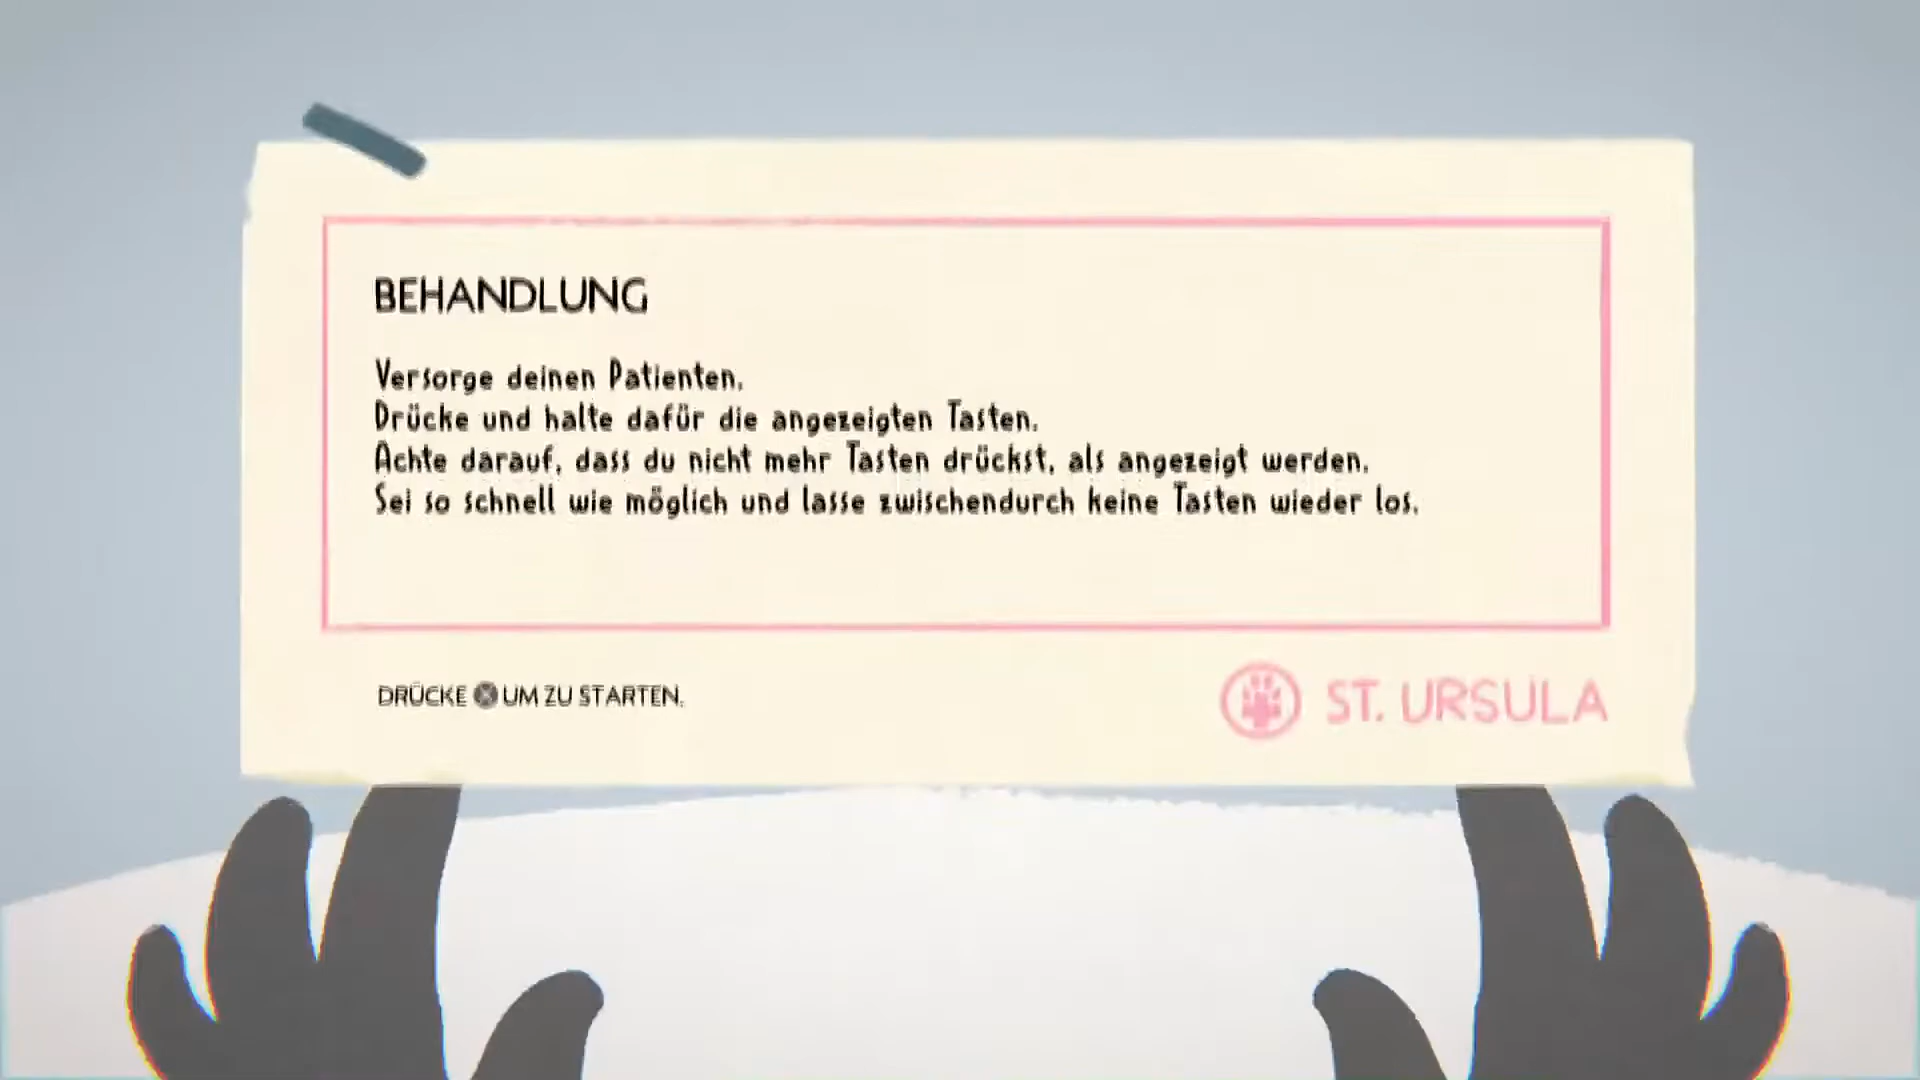 BEHANDLUNG
Versorge deinen Patienten.
Drücke und halte dafür die angezeigten Tasten.
Achte darauf, dass du nicht mehr Tasten drückst, als angezeigt werden.
Sei so schnell wie möglich und lasse zwischendurch keine Tasten wieder los.
DRÜCKE ⓧ UM ZU STARTEN.
ST. URSULA